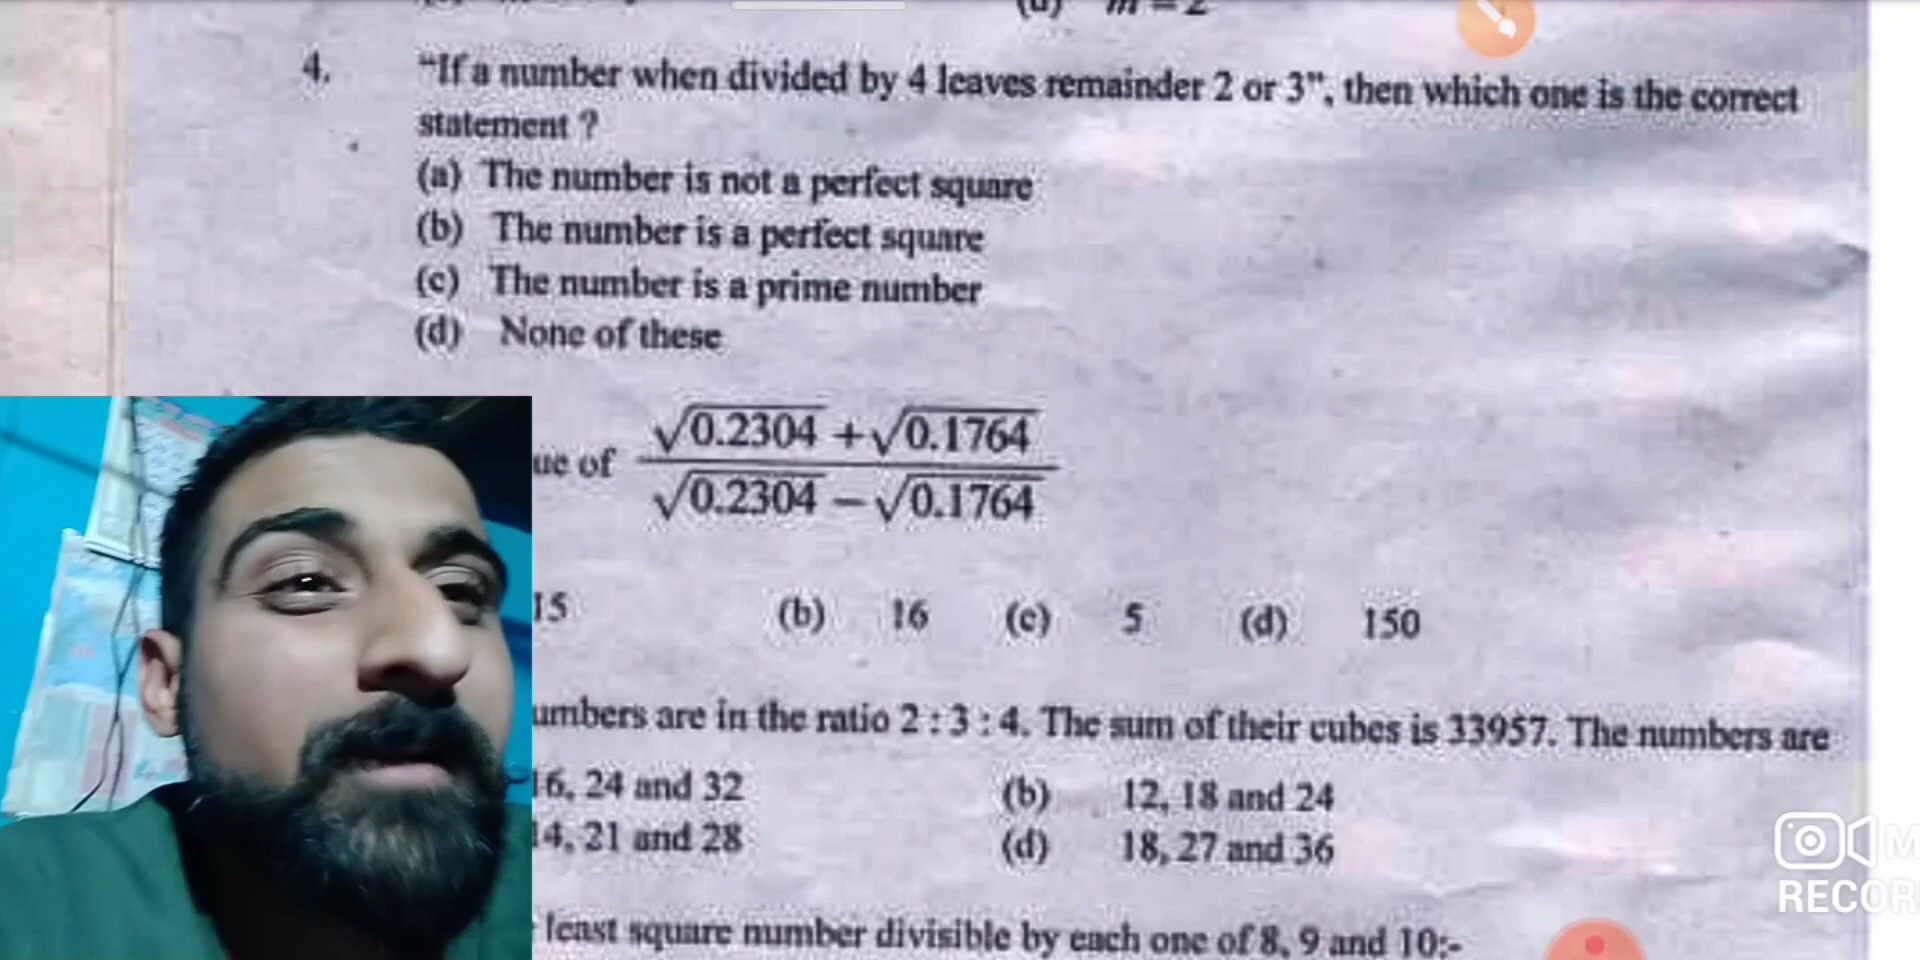 m = 2
4. "If a number when divided by 4 leaves remainder 2 or 3", then which one is the correct
statement ?
(a) The number is not a perfect square
(b) The number is a perfect square
(c) The number is a prime number
(d) None of these
ue of √0.2304 + √0.1764
√0.2304 − √0.1764
15 (b) 16 (c) 5 (d) 150
umbers are in the ratio 2 : 3 : 4. The sum of their cubes is 33957. The numbers are
16, 24 and 32 (b) 12, 18 and 24
14, 21 and 28 (d) 18, 27 and 36
least square number divisible by each one of 8, 9 and 10:-
M
RECOR